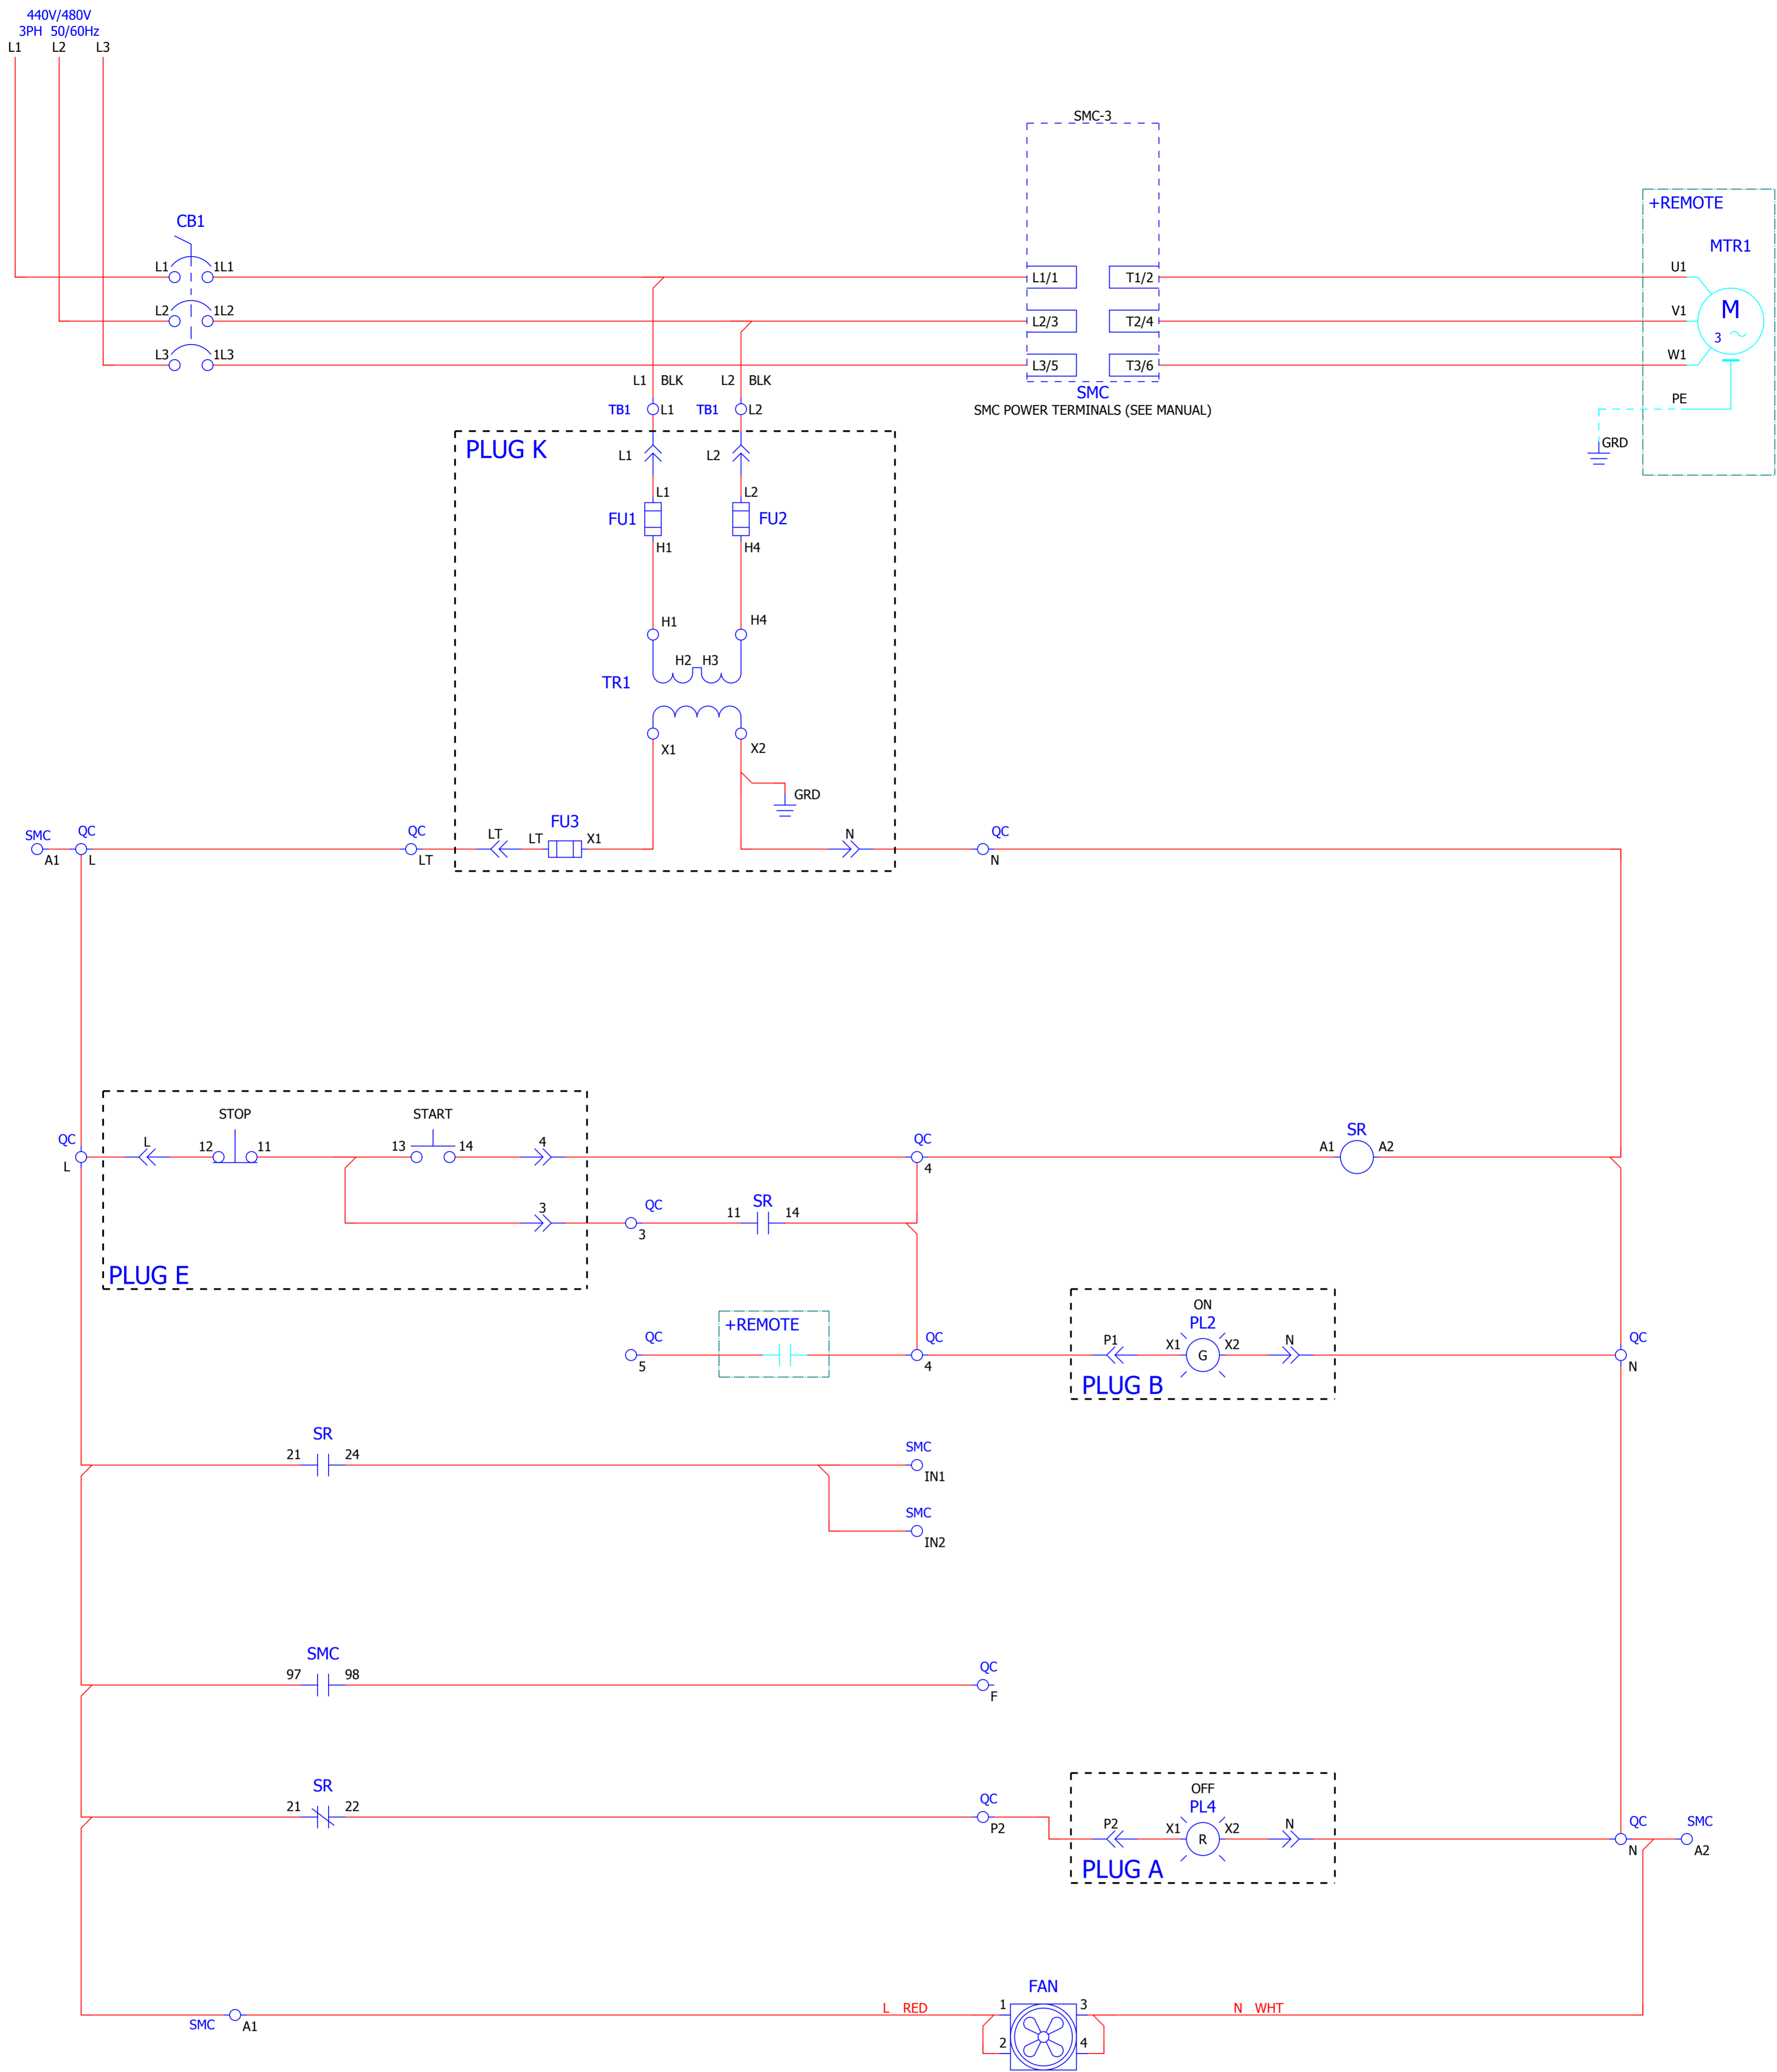 440V/480V
3PH 50/60Hz
L1 L2 L3
SMC-3
+REMOTE
CB1
MTR1
L1 1L1 L1/1 T1/2 U1
L2 1L2 L2/3 T2/4 V1 M
3
L3 1L3 L3/5 T3/6 W1
L1 BLK L2 BLK
SMC
TB1 L1 TB1 L2
SMC POWER TERMINALS (SEE MANUAL)
PE
GRD
PLUG K
L1 L2
L1 L2
FU1 FU2
H1 H4
H1 H4
H2 H3
TR1
X1 X2
GRD
FU3
SMC QC QC LT LT X1 N QC
A1 L LT N
STOP START
QC L 12 11 13 14 4 QC SR
A1 A2
L 4
3 QC 11 SR 14
3
PLUG E
ON
+REMOTE PL2
QC QC P1 X1 X2 N QC
G
5 4 N
PLUG B
SR
21 24 SMC
IN1
SMC
IN2
SMC
97 98 QC
F
SR OFF
21 22 QC PL4
P2 P2 X1 X2 N QC SMC
R
N A2
PLUG A
FAN
L RED 1 3 N WHT
SMC A1
2 4